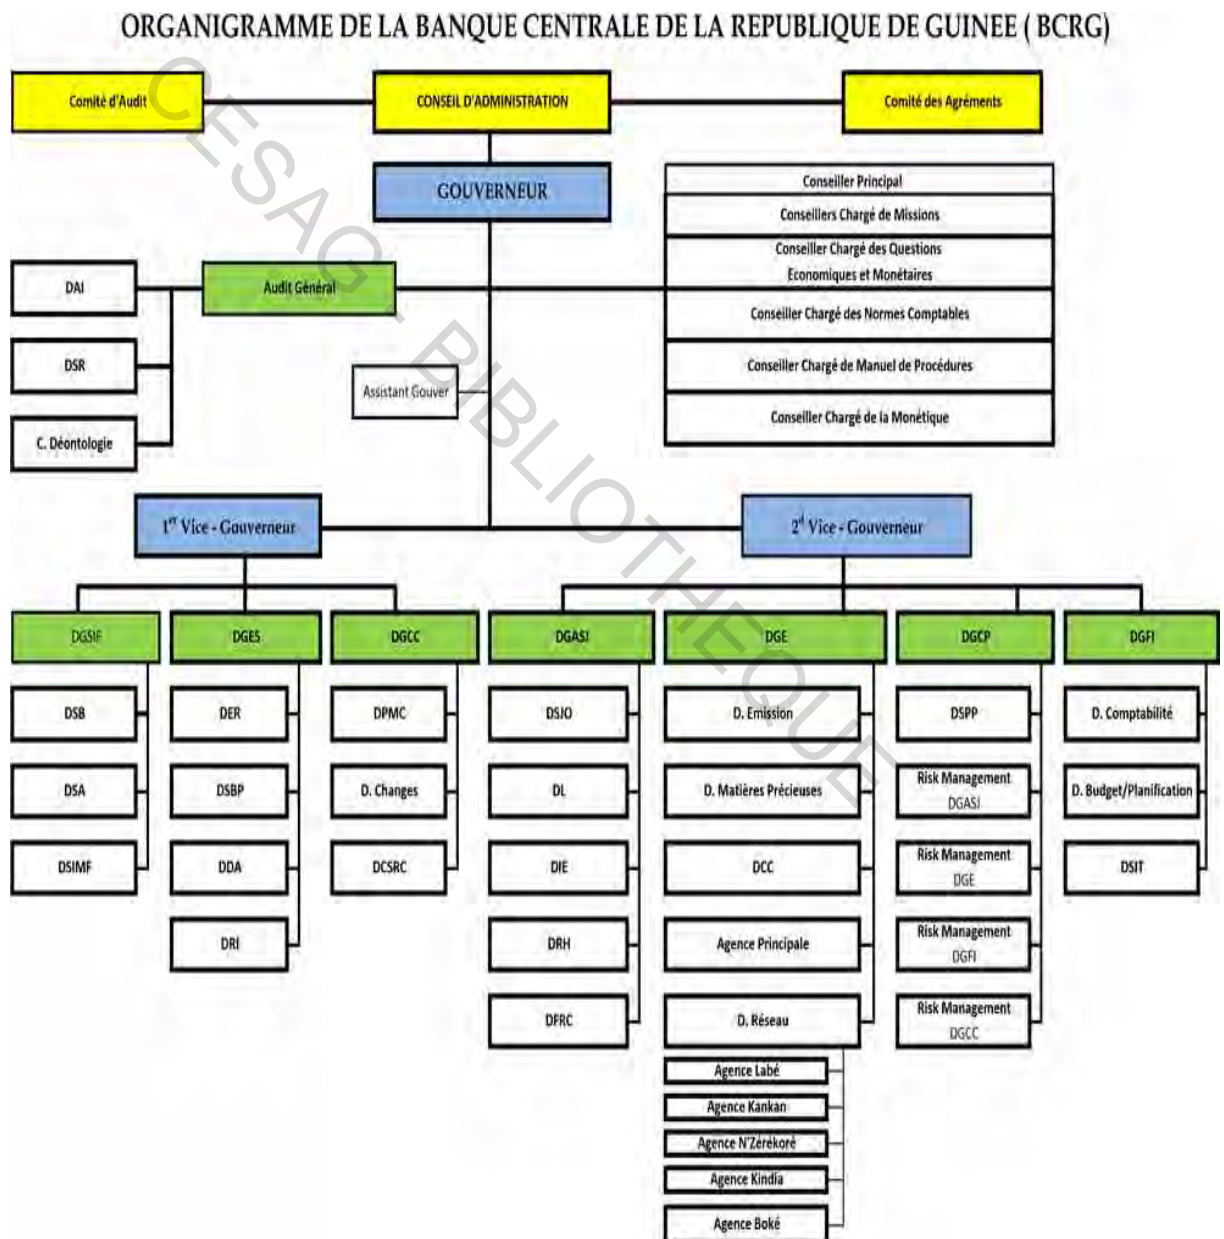 ORGANIGRAMME DE LA BANQUE CENTRALE DE LA REPUBLIQUE DE GUINEE ( BCRG)
Comité d'Audit
CONSEIL D'ADMINISTRATION
Comité des Agréments
GOUVERNEUR
Conseiller Principal
Conseillers Chargé de Missions
Conseiller Chargé des Questions
Economiques et Monétaires
Conseiller Chargé des Normes Comptables
Conseiller Chargé de Manuel de Procédures
Conseiller Chargé de la Monétique
DAI
Audit Général
DSR
Assistant Gouver
C. Déontologie
1er Vice - Gouverneur
2d Vice - Gouverneur
DGSIF
DGES
DGCC
DGASJ
DGE
DGCP
DGFI
DSB
DER
DPMC
DSJO
D. Emission
DSPP
D. Comptabilité
DSA
DSBP
D. Changes
DL
D. Matières Précieuses
Risk Management
DGASJ
D. Budget/Planification
DSIMF
DDA
DCSRC
DIE
DCC
Risk Management
DGE
DSIT
DRI
DRH
Agence Principale
Risk Management
DGFI
DFRC
D. Réseau
Risk Management
DGCC
Agence Labé
Agence Kankan
Agence N'Zérékoré
Agence Kindia
Agence Boké
CESAG - BIBLIOTHEQUE